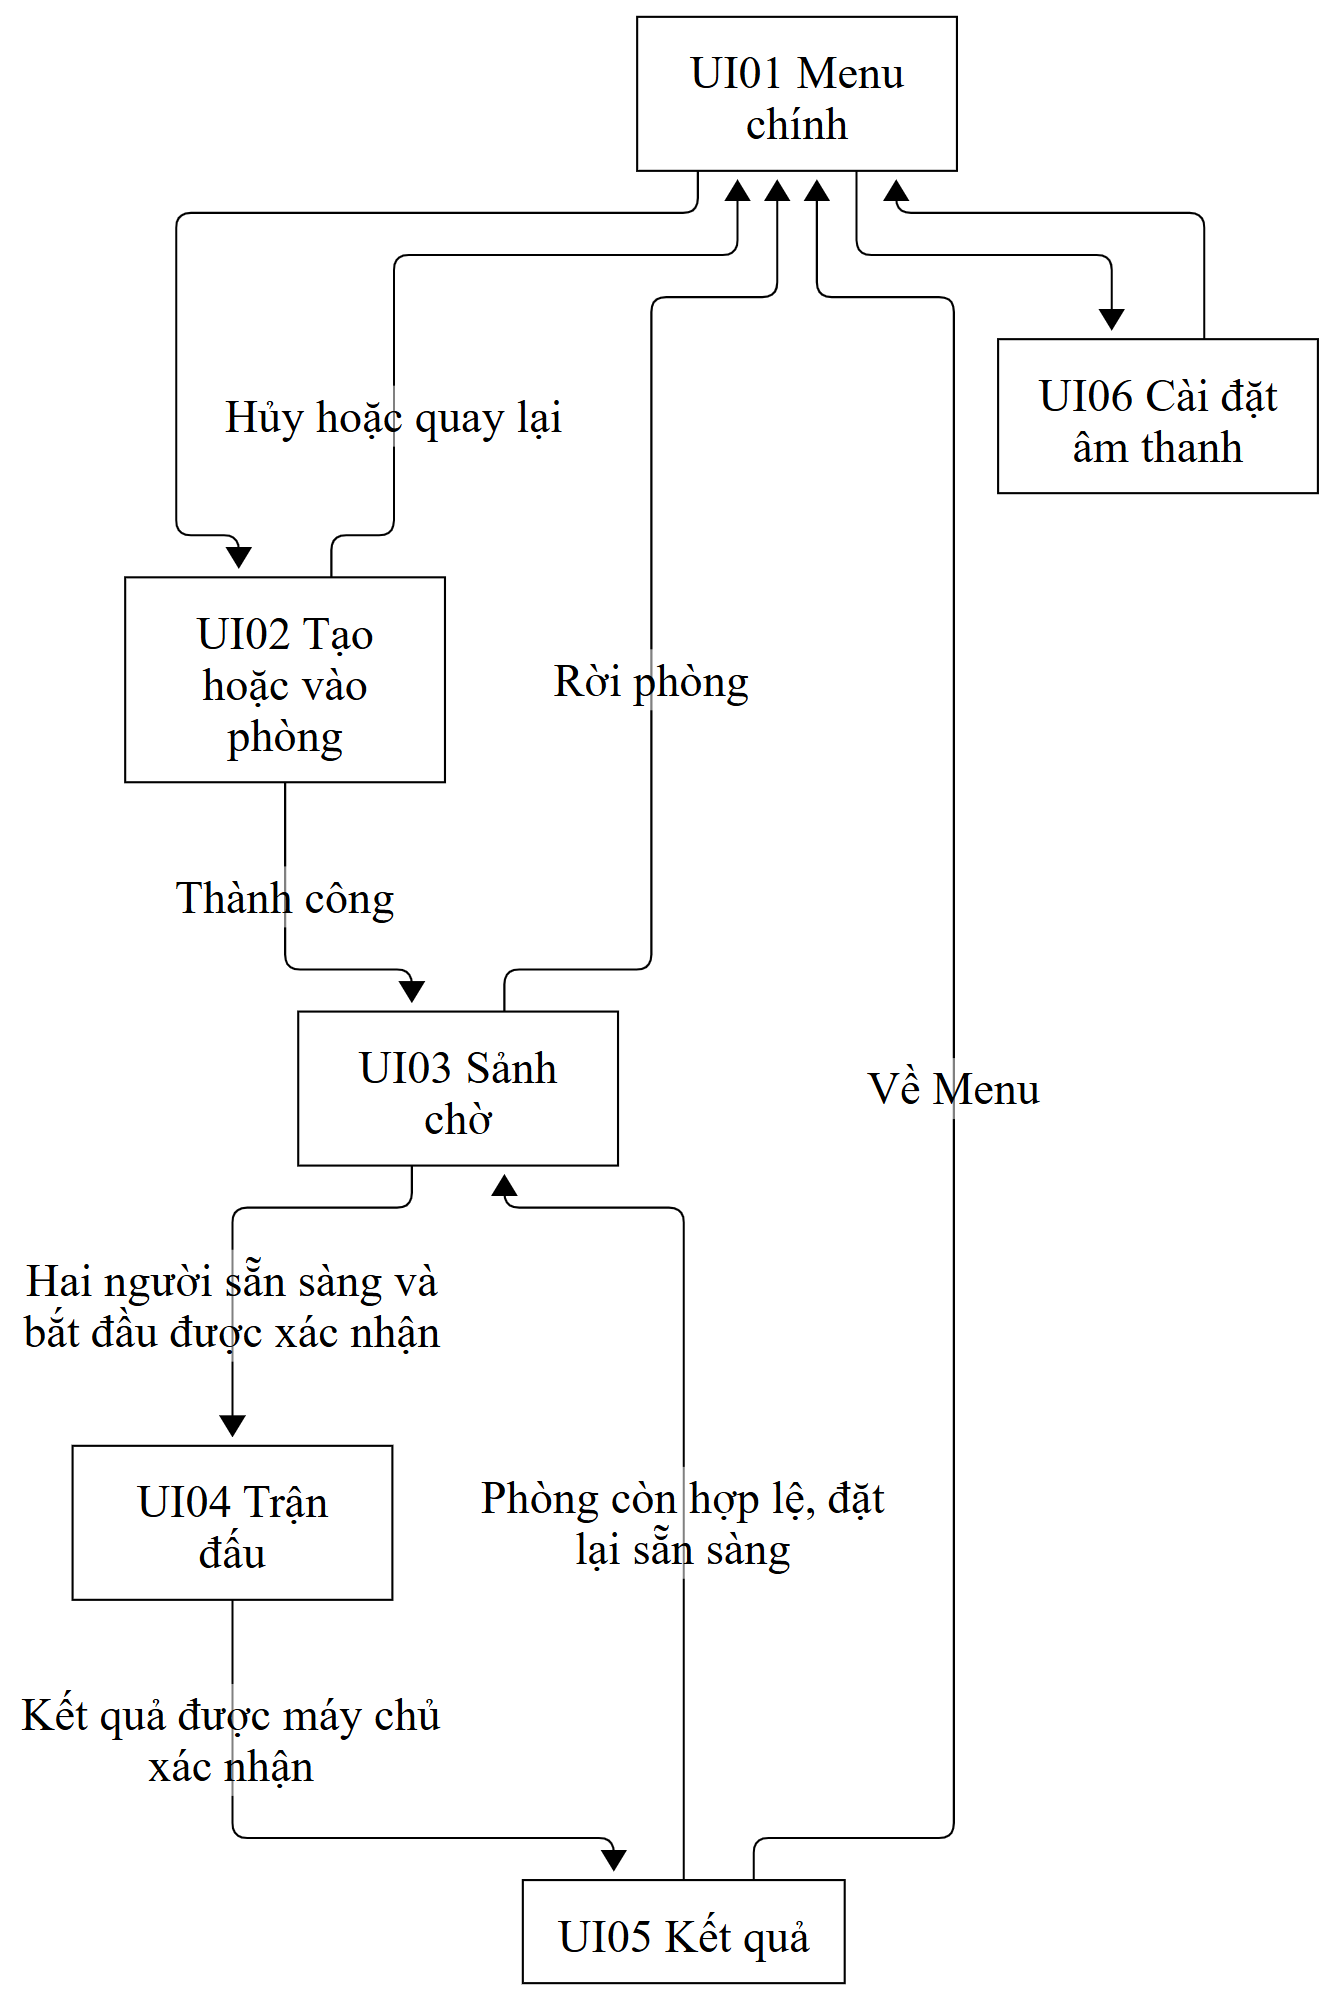 UI01 Menu
chính
UI06 Cài đặt
âm thanh
Hủy hoặc quay lại
UI02 Tạo
hoặc vào
phòng
Rời phòng
Thành công
UI03 Sảnh
chờ
Về Menu
Hai người sẵn sàng và
bắt đầu được xác nhận
UI04 Trận
đấu
Phòng còn hợp lệ, đặt
lại sẵn sàng
Kết quả được máy chủ
xác nhận
UI05 Kết quả